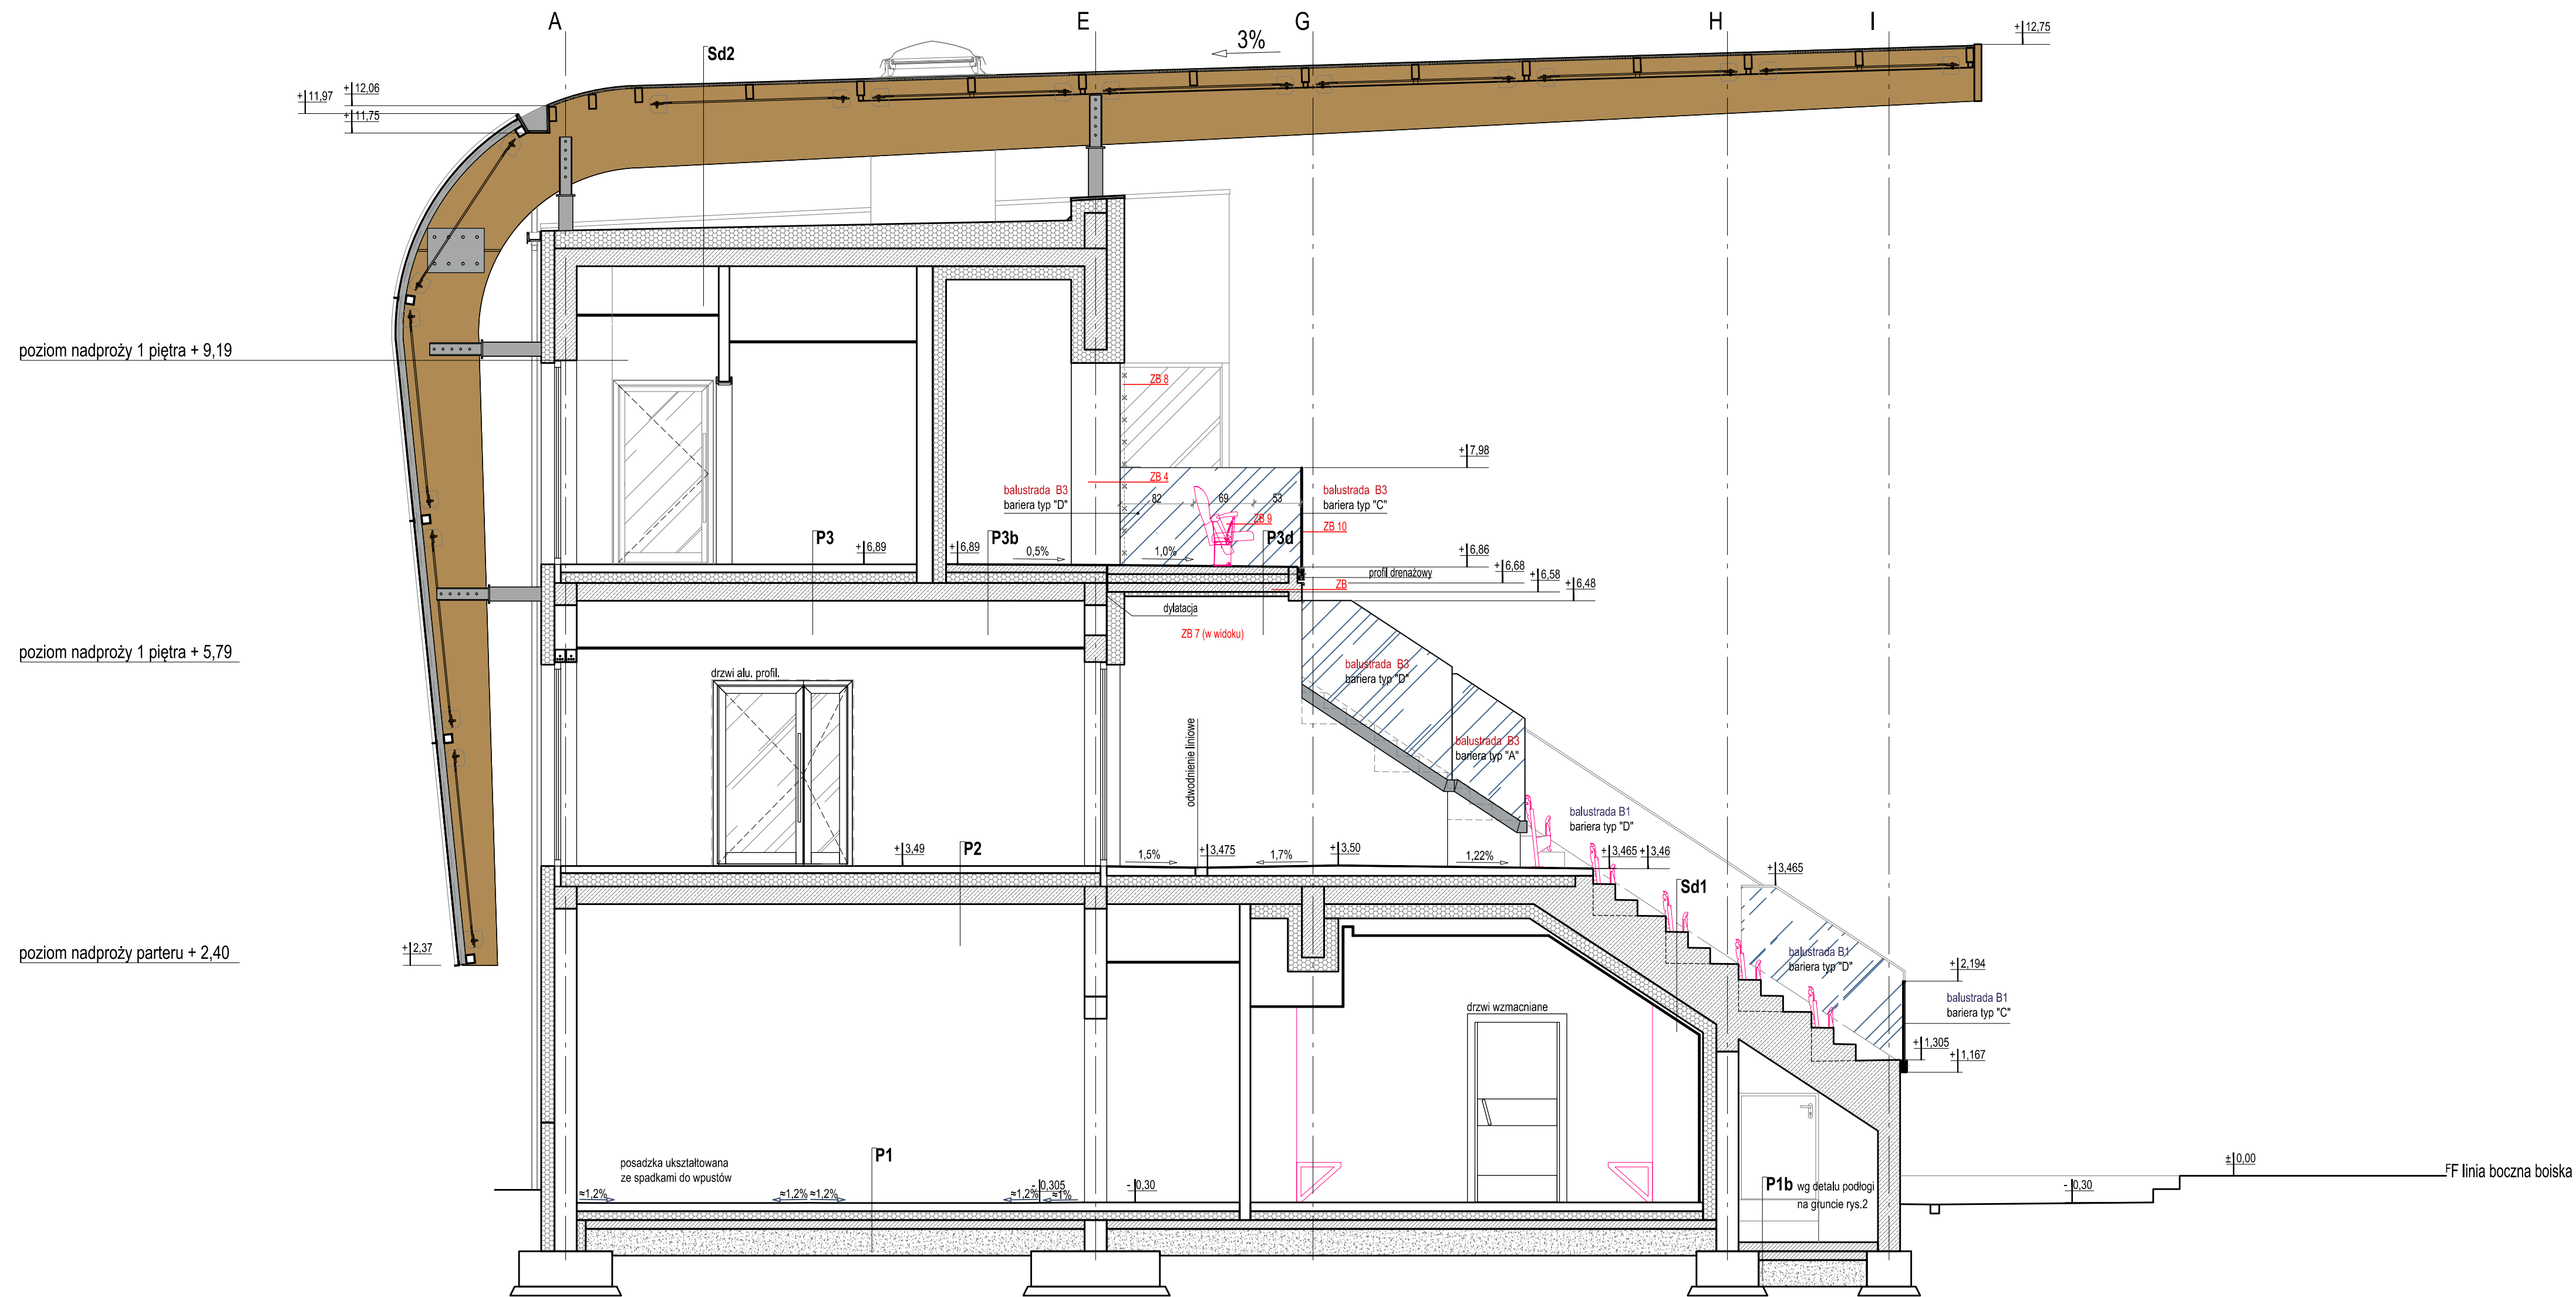 A
E
G
H
I
3%
+12,75
Sd2
+12,06
+11,97
+11,75
poziom nadproży 1 piętra + 9,19
ZB 8
+7,98
ZB 4
balustrada B3
bariera typ "D"
82
69
53
balustrada B3
bariera typ "C"
ZB 9
ZB 10
P3
P3b
P3d
+6,89
+6,89
0,5%
1,0%
+6,86
profil drenażowy
+6,68
+6,58
+6,48
ZB
dylatacja
ZB 7 (w widoku)
poziom nadproży 1 piętra + 5,79
drzwi alu. profil.
balustrada B3
bariera typ "D"
odwodnienie liniowe
balustrada B3
bariera typ "A"
balustrada B1
bariera typ "D"
P2
+3,49
1,5%
+3,475
1,7%
+3,50
1,22%
+3,465
+3,46
+3,465
Sd1
poziom nadproży parteru + 2,40
+2,37
balustrada B1
bariera typ "D"
+2,194
balustrada B1
bariera typ "C"
drzwi wzmacniane
+1,305
+1,167
P1
posadzka ukształtowana
ze spadkami do wpustów
≈1,2%
≈1,2%
≈1,2%
≈1,2%
-0,305
≈1%
-0,30
P1b wg detalu podłogi
na gruncie rys.2
±0,00
-0,30
FF linia boczna boiska